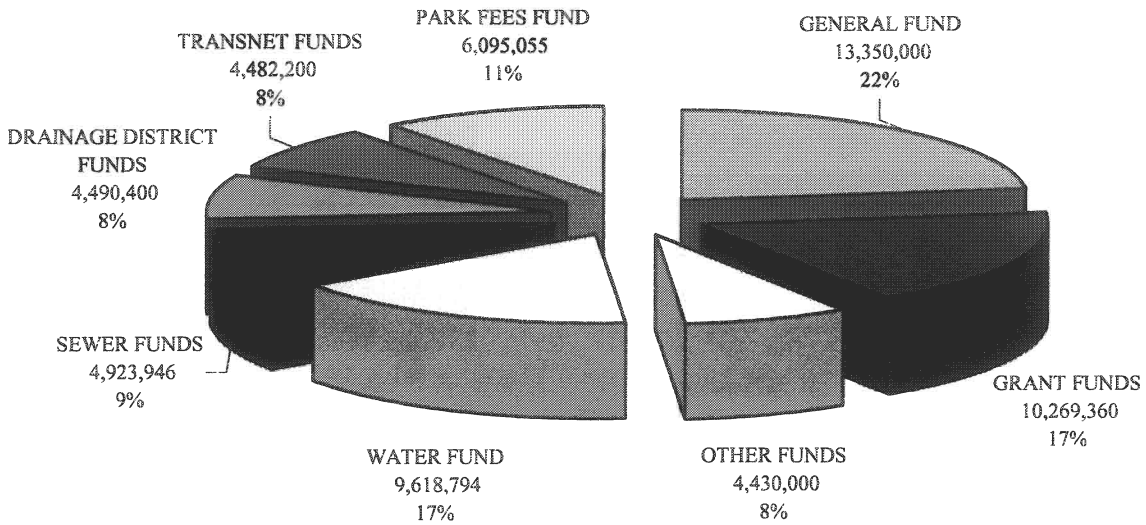 PARK FEES FUND
6,095,055
11%
GENERAL FUND
13,350,000
22%
TRANSNET FUNDS
4,482,200
8%
DRAINAGE DISTRICT
FUNDS
4,490,400
8%
SEWER FUNDS
4,923,946
9%
WATER FUND
9,618,794
17%
OTHER FUNDS
4,430,000
8%
GRANT FUNDS
10,269,360
17%